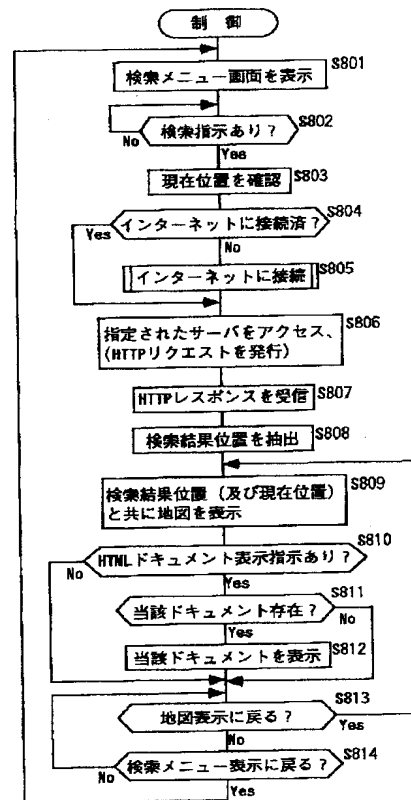 制 御
検索メニュー画面を表示
S801
検索指示あり?
S802
No
Yes
現在位置を確認
S803
インターネットに接続済?
S804
Yes
No
インターネットに接続
S805
指定されたサーバをアクセス、
(HTTPリクエストを発行)
S806
HTTPレスポンスを受信
S807
検索結果位置を抽出
S808
検索結果位置(及び現在位置)
と共に地図を表示
S809
HTMLドキュメント表示指示あり?
S810
No
Yes
当該ドキュメント存在?
S811
No
Yes
当該ドキュメントを表示
S812
地図表示に戻る?
S813
Yes
No
検索メニュー表示に戻る?
S814
No
Yes